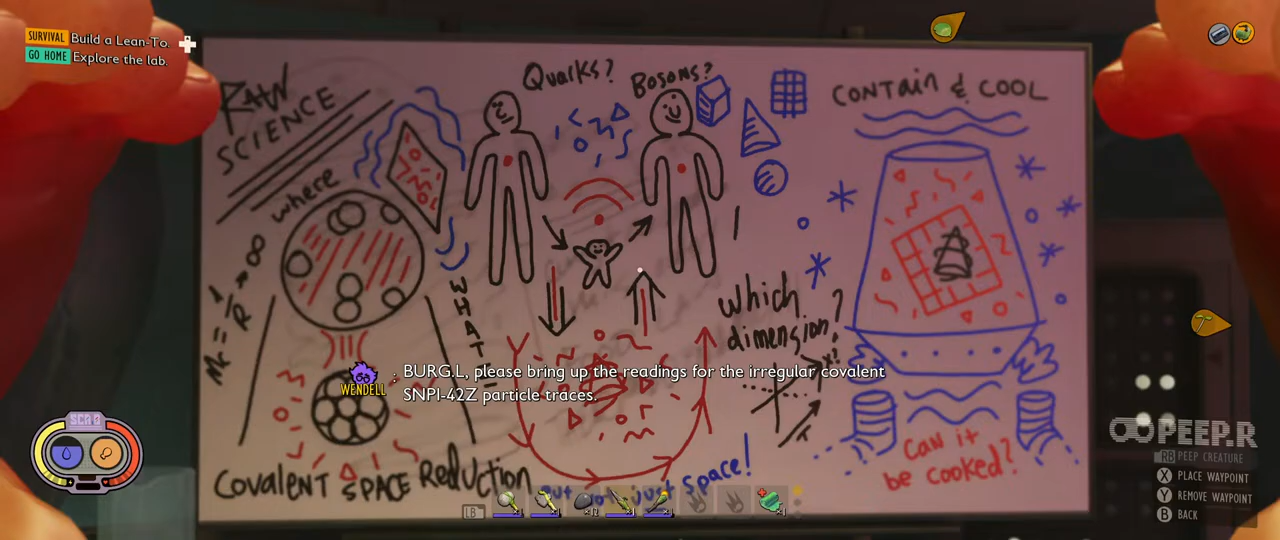 SURVIVAL Build a Lean-To.
GO HOME Explore the lab.
RAW
SCIENCE
where
Quarks?
Bosons?
CONTAIN & COOL
WHAT
which
dimension?
WENDELL: BURG.L, please bring up the readings for the irregular covalent
SNPI-42Z particle traces.
COVALENT SPACE Reduction
just space!
Can it
be cooked?
SCA.B
LB
PEEP.R
RB PEEP CREATURE
X PLACE WAYPOINT
Y REMOVE WAYPOINT
B BACK